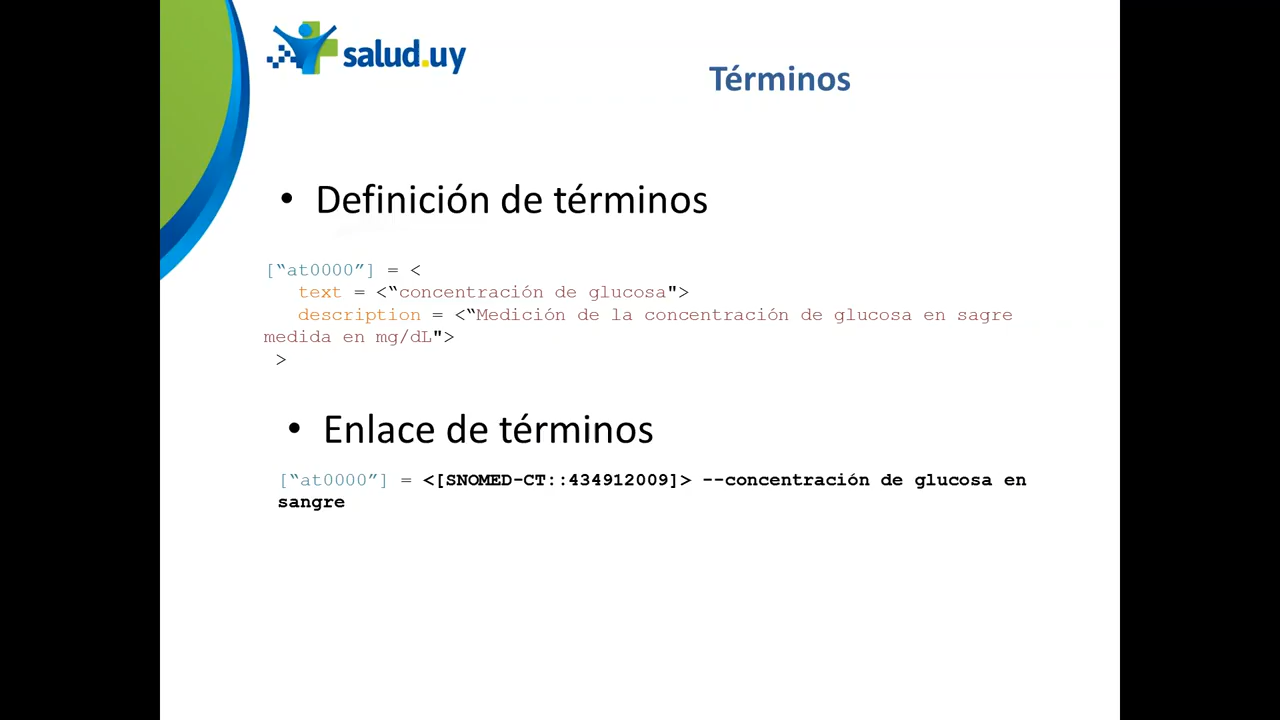 salud.uy
Términos
• Definición de términos
[“at0000”] = <
text = <“concentración de glucosa">
description = <“Medición de la concentración de glucosa en sagre
medida en mg/dL">
>
• Enlace de términos
[“at0000”] = <[SNOMED-CT::434912009]> --concentración de glucosa en
sangre